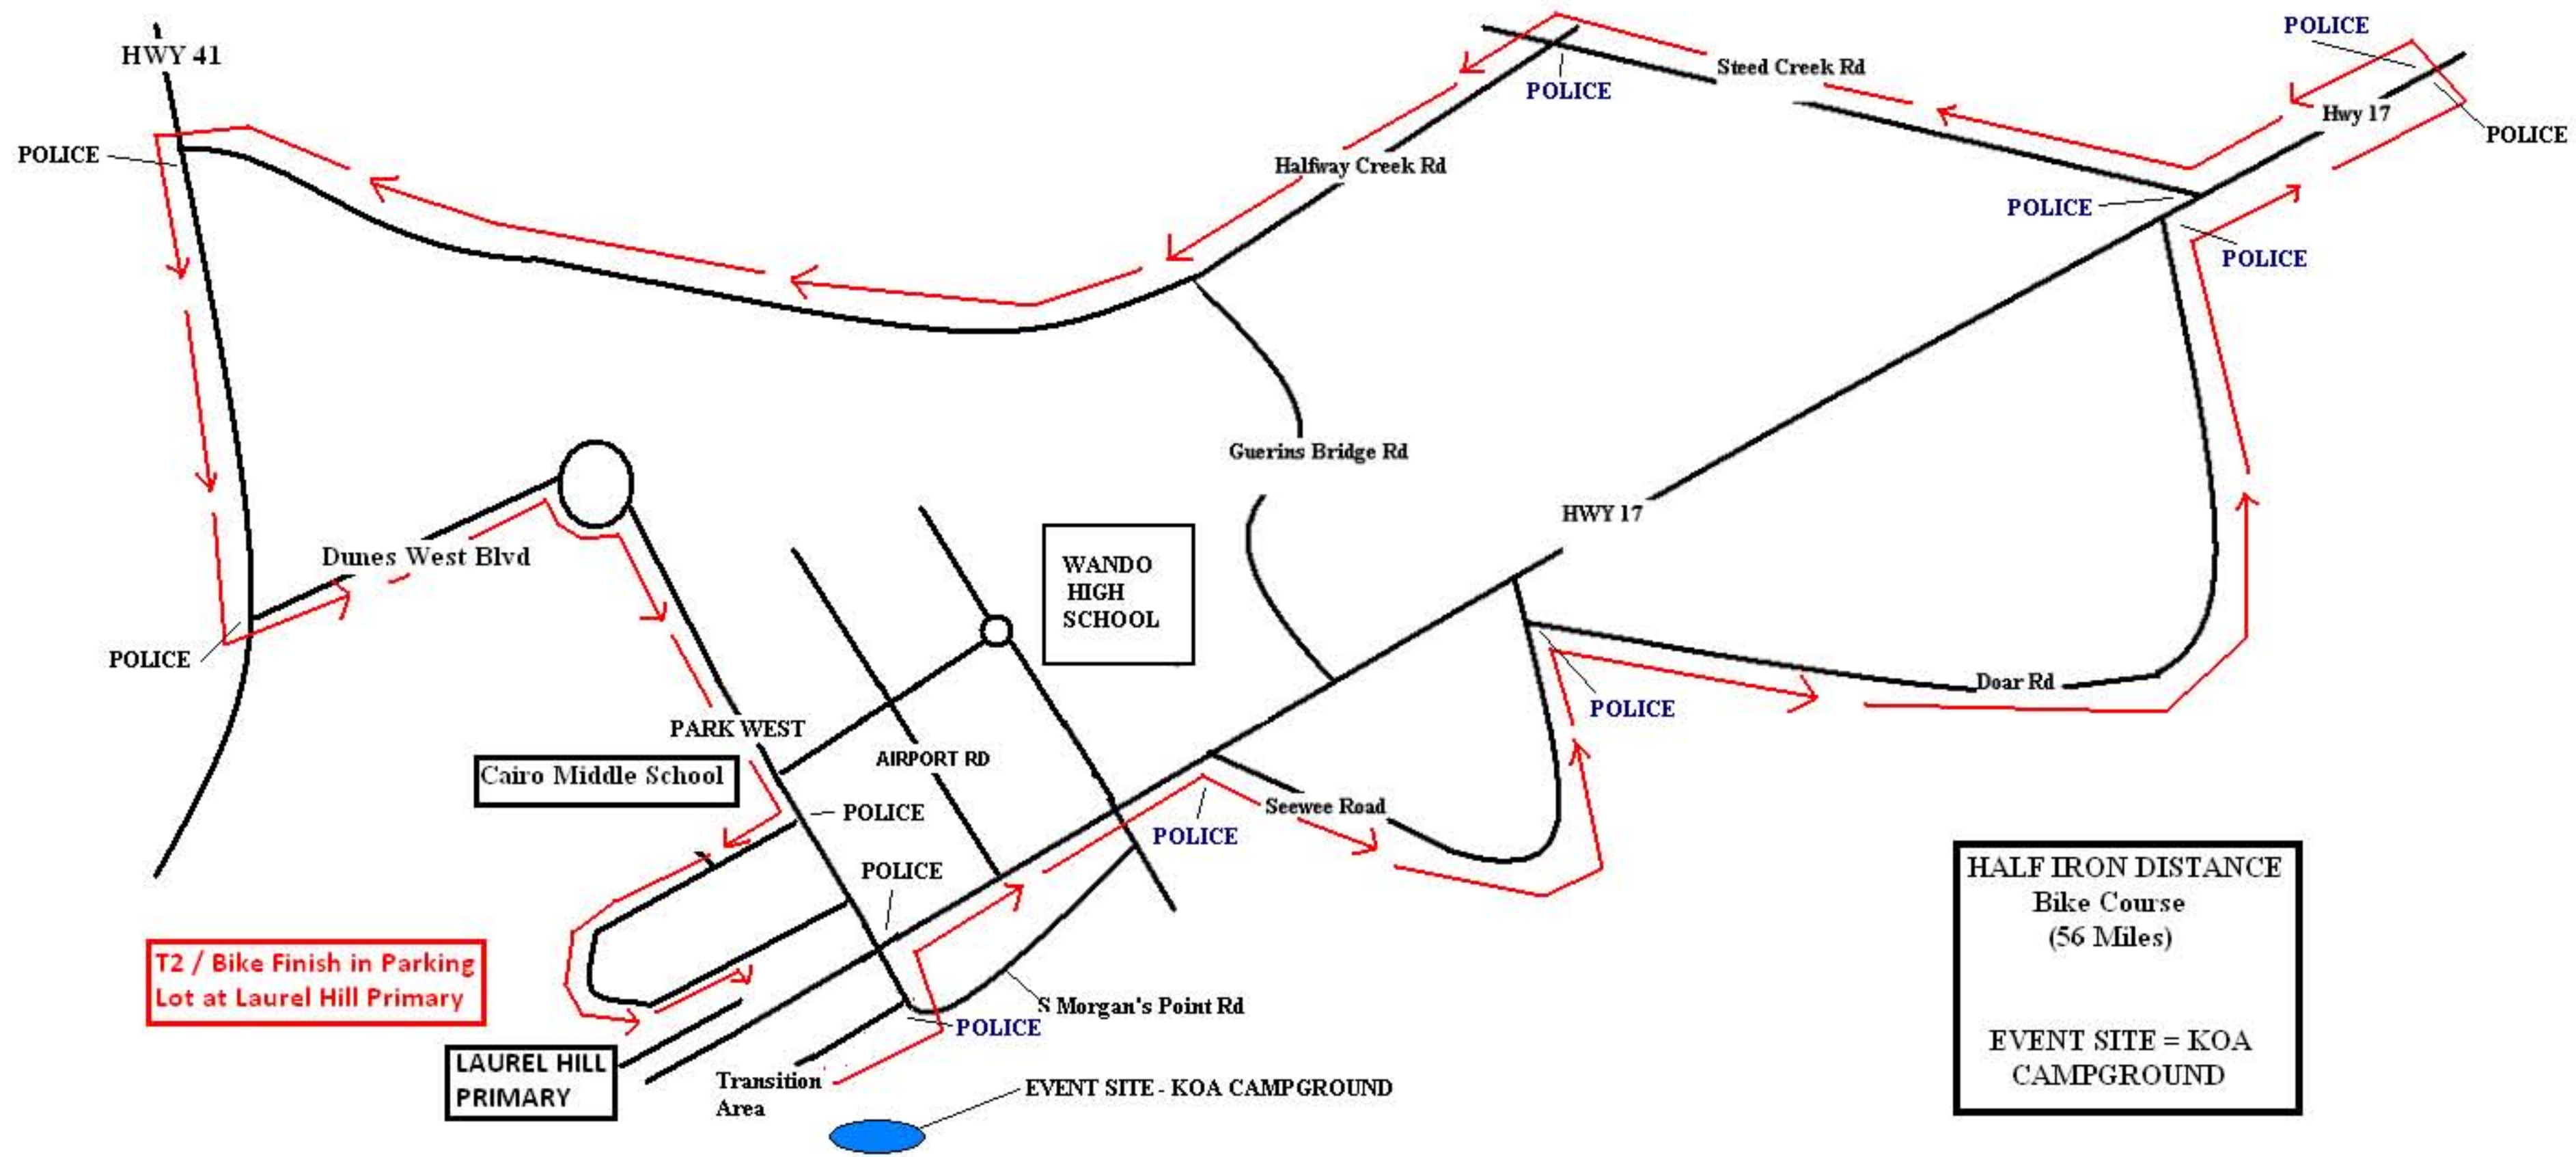 POLICE
HWY 41
Steed Creek Rd
POLICE
Hwy 17
POLICE
POLICE
Halfway Creek Rd
POLICE
POLICE
Guerins Bridge Rd
HWY 17
Dunes West Blvd
WANDO
HIGH
SCHOOL
POLICE
Doar Rd
POLICE
PARK WEST
AIRPORT RD
Cairo Middle School
Seewee Road
POLICE
POLICE
POLICE
HALF IRON DISTANCE
Bike Course
(56 Miles)
EVENT SITE = KOA
CAMPGROUND
T2 / Bike Finish in Parking
Lot at Laurel Hill Primary
S Morgan's Point Rd
POLICE
LAUREL HILL
PRIMARY
Transition
Area
EVENT SITE - KOA CAMPGROUND